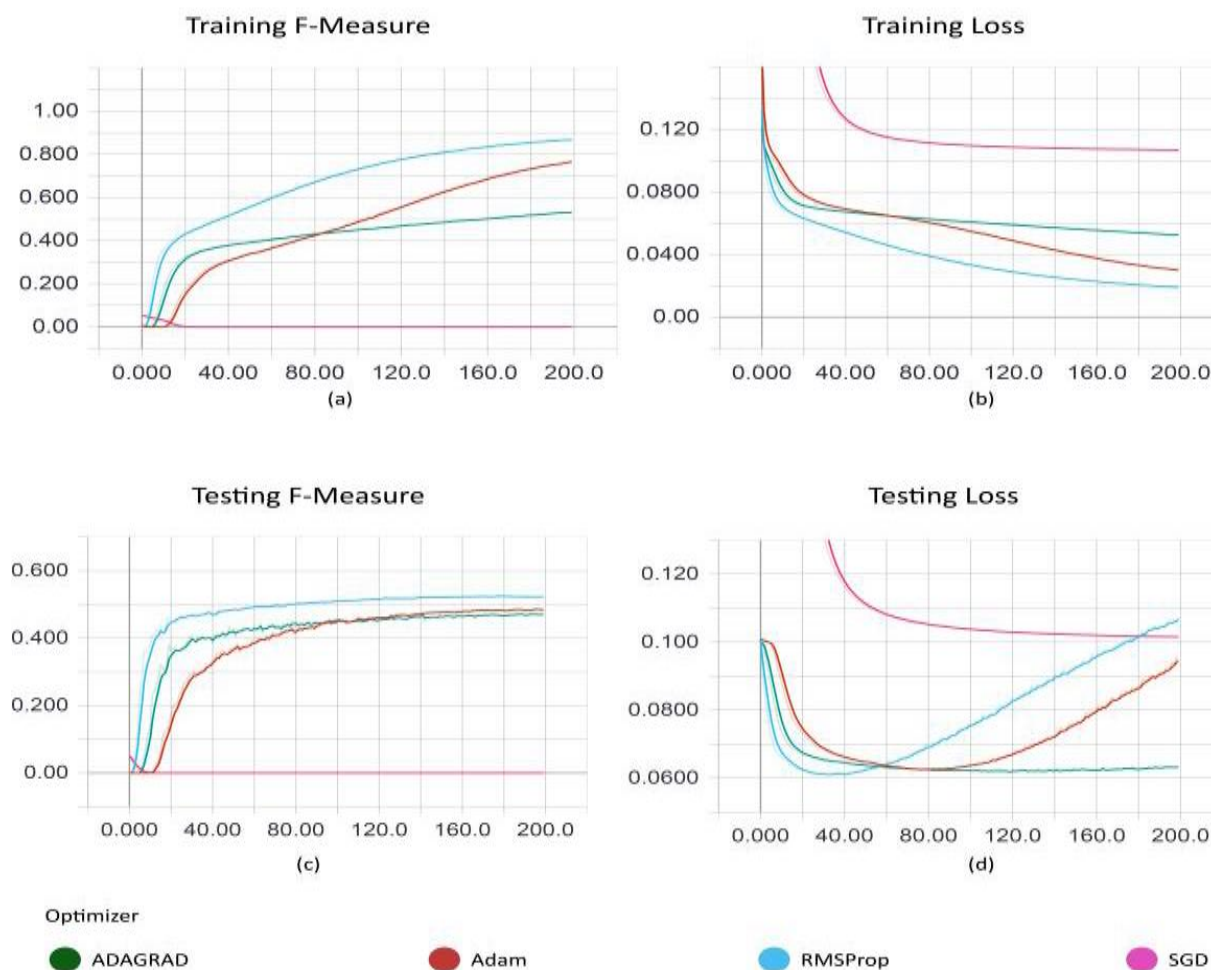 Training F-Measure
1.00
0.800
0.600
0.400
0.200
0.00
0.000 40.00 80.00 120.0 160.0 200.0
(a)
Training Loss
0.120
0.0800
0.0400
0.00
0.000 40.00 80.00 120.0 160.0 200.0
(b)
Testing F-Measure
0.600
0.400
0.200
0.00
0.000 40.00 80.00 120.0 160.0 200.0
(c)
Testing Loss
0.120
0.100
0.0800
0.0600
0.000 40.00 80.00 120.0 160.0 200.0
(d)
Optimizer
ADAGRAD Adam RMSProp SGD